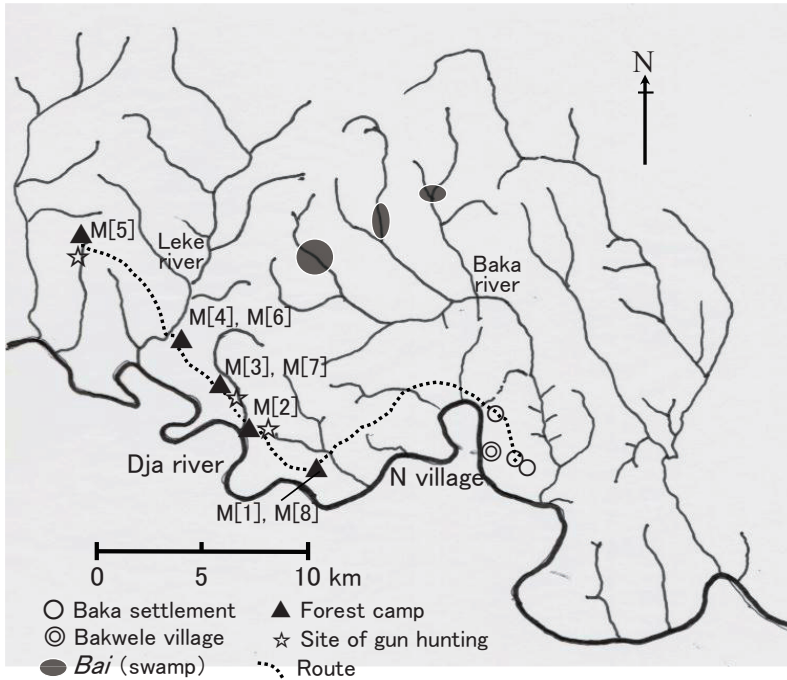 N
M[5]
Leke
river
Baka
river
M[4], M[6]
M[3], M[7]
M[2]
Dja river
N village
M[1], M[8]
0 5 10 km
Baka settlement
Forest camp
Bakwele village
Site of gun hunting
Bai (swamp)
Route